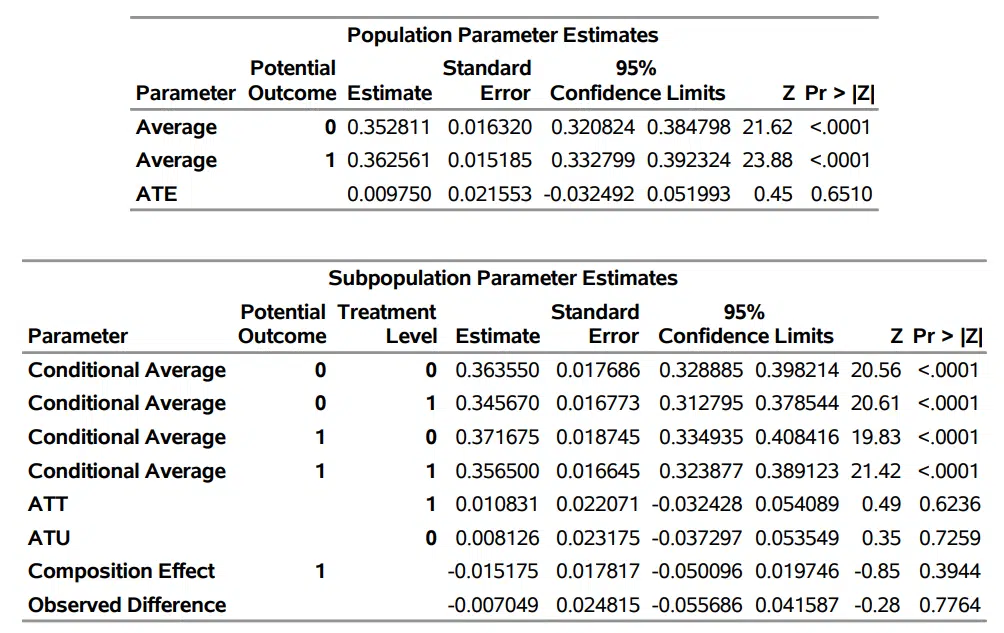 Population Parameter Estimates
Potential Standard 95%
Parameter Outcome Estimate Error Confidence Limits Z Pr > |Z|
Average 0 0.352811 0.016320 0.320824 0.384798 21.62 <.0001
Average 1 0.362561 0.015185 0.332799 0.392324 23.88 <.0001
ATE 0.009750 0.021553 -0.032492 0.051993 0.45 0.6510
Subpopulation Parameter Estimates
Potential Treatment Standard 95%
Parameter Outcome Level Estimate Error Confidence Limits Z Pr > |Z|
Conditional Average 0 0 0.363550 0.017686 0.328885 0.398214 20.56 <.0001
Conditional Average 0 1 0.345670 0.016773 0.312795 0.378544 20.61 <.0001
Conditional Average 1 0 0.371675 0.018745 0.334935 0.408416 19.83 <.0001
Conditional Average 1 1 0.356500 0.016645 0.323877 0.389123 21.42 <.0001
ATT 1 0.010831 0.022071 -0.032428 0.054089 0.49 0.6236
ATU 0 0.008126 0.023175 -0.037297 0.053549 0.35 0.7259
Composition Effect 1 -0.015175 0.017817 -0.050096 0.019746 -0.85 0.3944
Observed Difference -0.007049 0.024815 -0.055686 0.041587 -0.28 0.7764